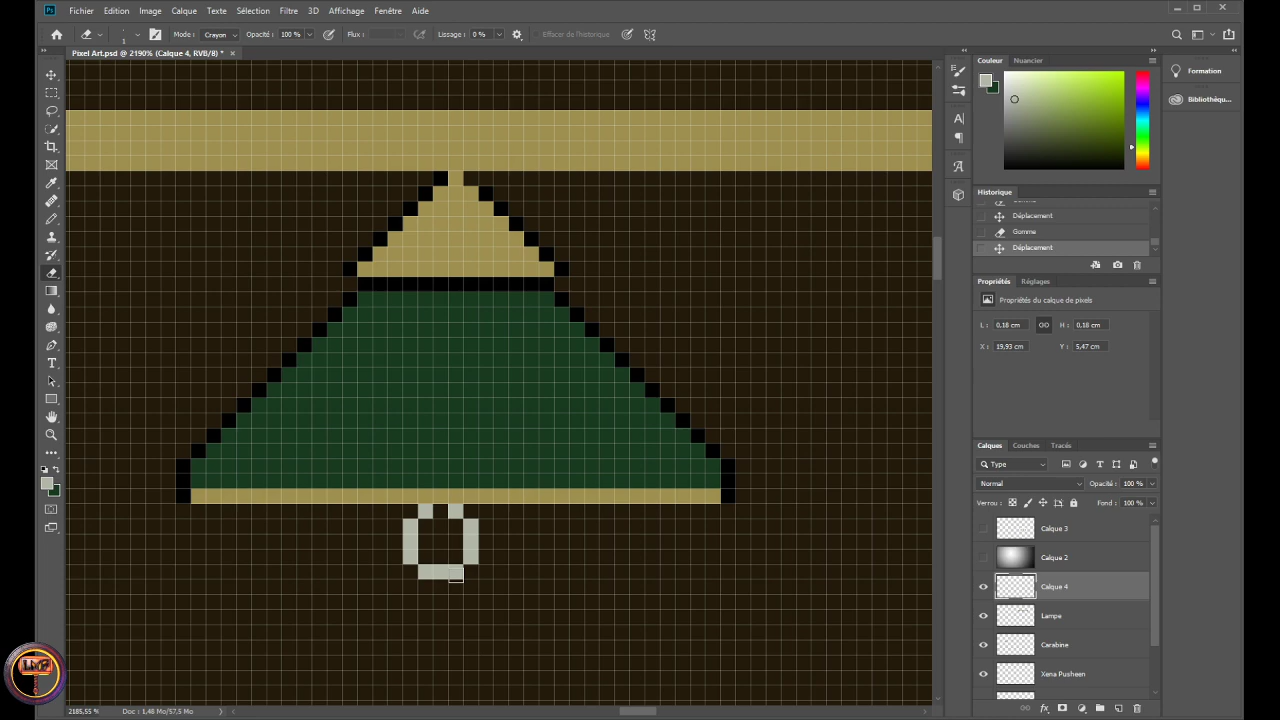 Ps Fichier Edition Image Calque Texte Sélection Filtre 3D Affichage Fenêtre Aide
1 Mode : Crayon Opacité : 100 % Flux : Lissage : 0 % Effacer de l'historique
Pixel Art.psd @ 2190% (Calque 4, RVB/8) * ×
Couleur Nuancier
Formation
Bibliothèqu...
Historique
Déplacement
Gomme
Déplacement
Propriétés Réglages
Propriétés du calque de pixels
L : 0,18 cm GO H : 0,18 cm
X : 19,93 cm Y : 5,47 cm
Calques Couches Tracés
Type
Normal Opacité : 100 %
Verrou : Fond : 100 %
Calque 3
Calque 2
Calque 4
Lampe
Carabine
Xena Pusheen
2185,55 % Doc : 1,48 Mo/57,5 Mo